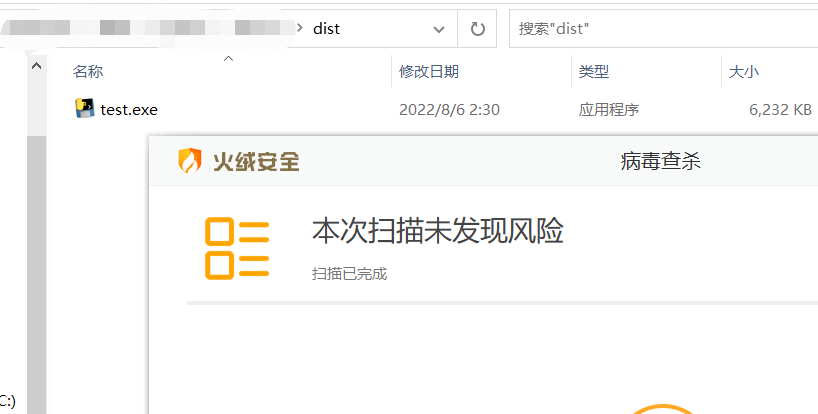 dist
搜索"dist"
名称 修改日期 类型 大小
test.exe 2022/8/6 2:30 应用程序 6,232 KB
火绒安全 病毒查杀
本次扫描未发现风险
扫描已完成
C:)